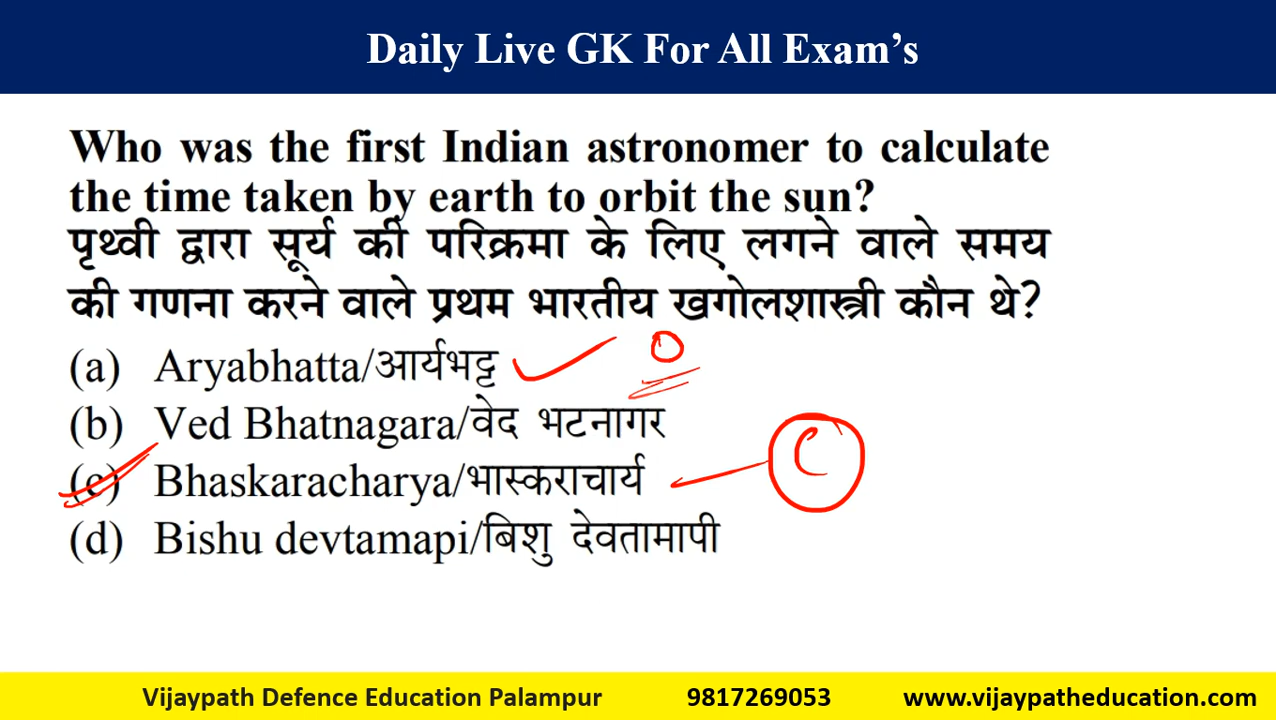 Daily Live GK For All Exam’s
Who was the first Indian astronomer to calculate
the time taken by earth to orbit the sun?
पृथ्वी द्वारा सूर्य की परिक्रमा के लिए लगने वाले समय
की गणना करने वाले प्रथम भारतीय खगोलशास्त्री कौन थे?
(a) Aryabhatta/आर्यभट्ट 0
(b) Ved Bhatnagara/वेद भटनागर
(c) Bhaskaracharya/भास्कराचार्य C
(d) Bishu devtamapi/बिशु देवतामापी
Vijaypath Defence Education Palampur 9817269053 www.vijaypatheducation.com